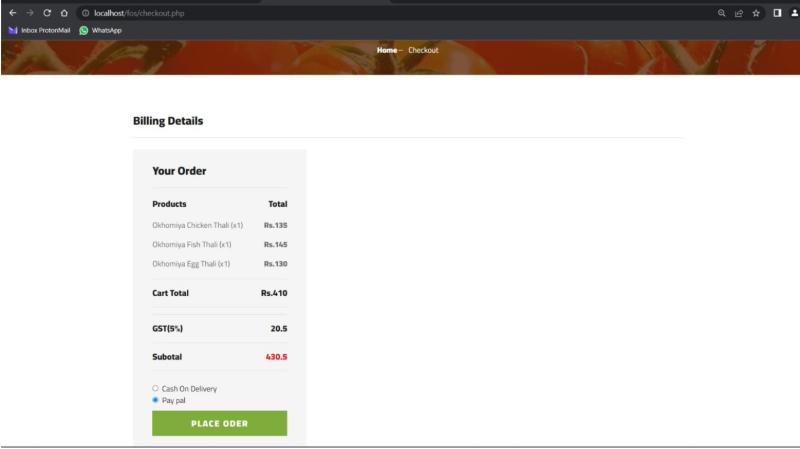 localhost/fos/checkout.php
Inbox ProtonMail WhatsApp
Home – Checkout
Billing Details
Your Order
Products Total
Okhomiya Chicken Thali (x1) Rs.135
Okhomiya Fish Thali (x1) Rs.145
Okhomiya Egg Thali (x1) Rs.130
Cart Total Rs.410
GST(5%) 20.5
Subotal 430.5
Cash On Delivery
Pay pal
PLACE ODER